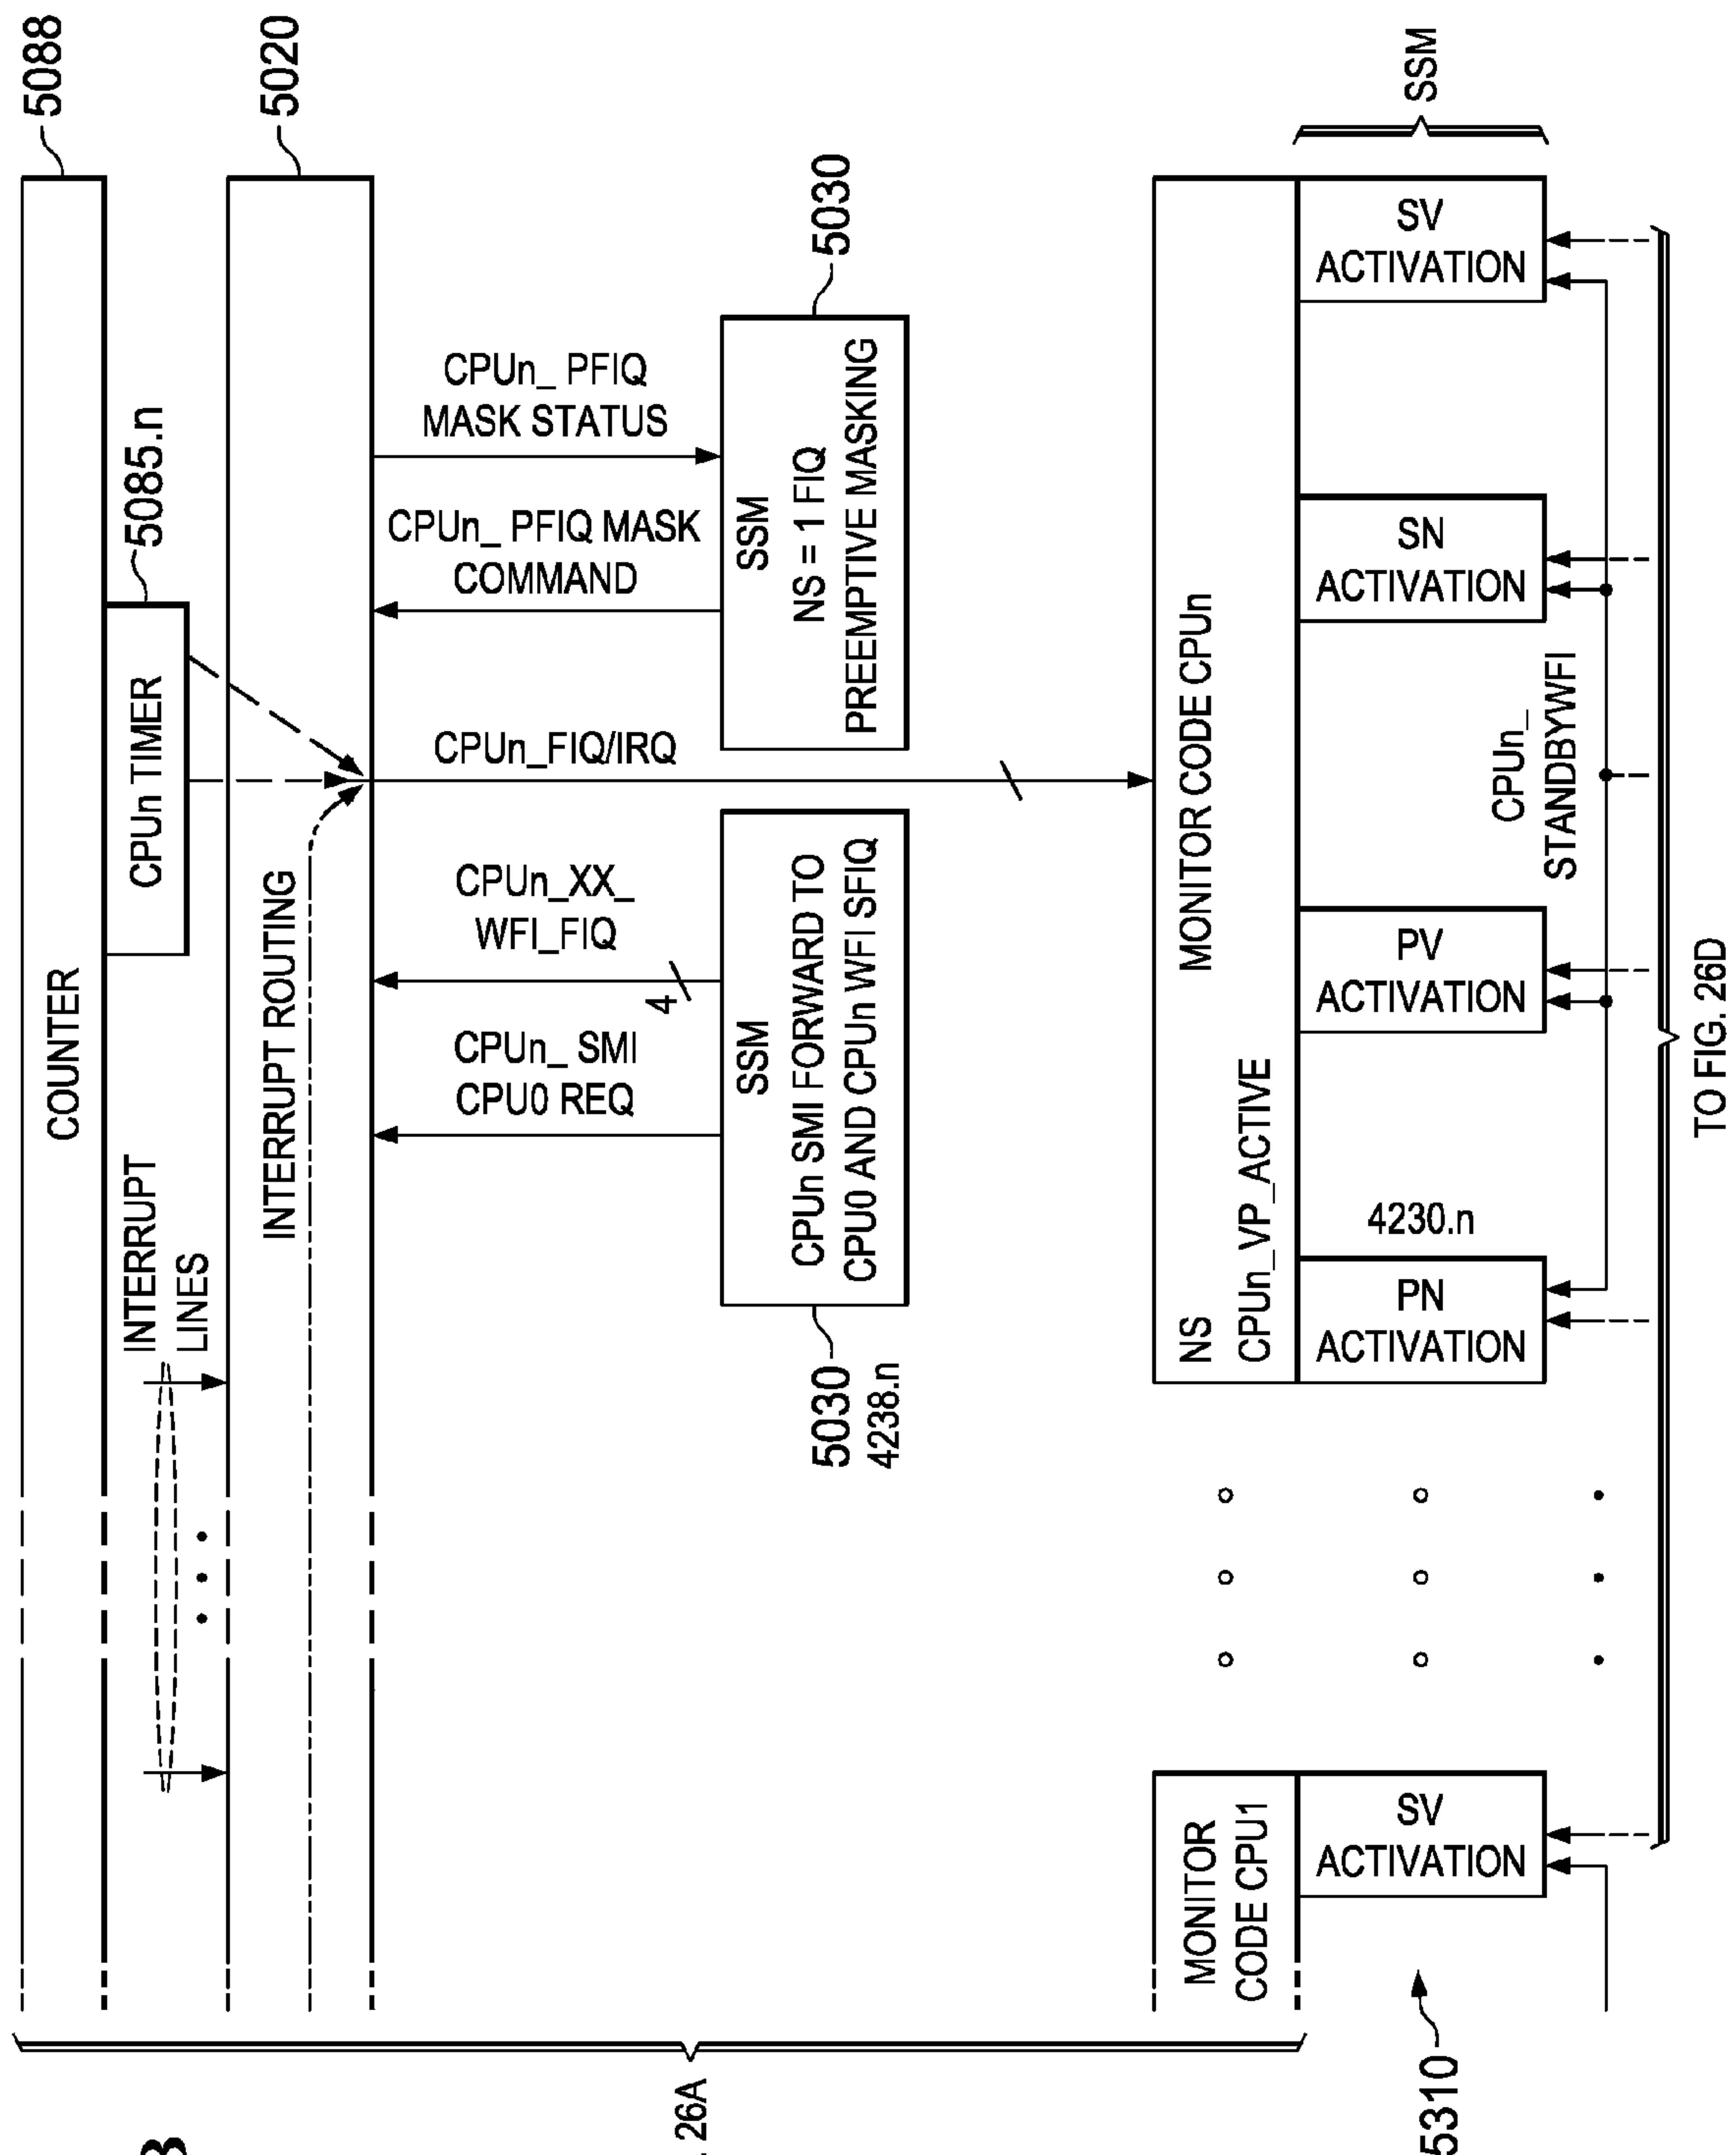 5088
COUNTER
5085.n
CPUn TIMER
INTERRUPT
LINES
5020
INTERRUPT ROUTING
CPUn_ SMI
CPU0 REQ
CPUn_XX_
WFI_FIQ
4
CPUn_FIQ/IRQ
CPUn_ PFIQ MASK
COMMAND
CPUn_ PFIQ
MASK STATUS
SSM
CPUn SMI FORWARD TO
CPU0 AND CPUn WFI SFIQ
5030
4238.n
SSM
NS = 1 FIQ
PREEMPTIVE MASKING
5030
26A
MONITOR
CODE CPU1
SV
ACTIVATION
5310
MONITOR CODE CPUn
NS
CPUn_VP_ACTIVE
4230.n
PN
ACTIVATION
PV
ACTIVATION
SN
ACTIVATION
SV
ACTIVATION
SSM
CPUn_
STANDBYWFI
TO FIG. 26D